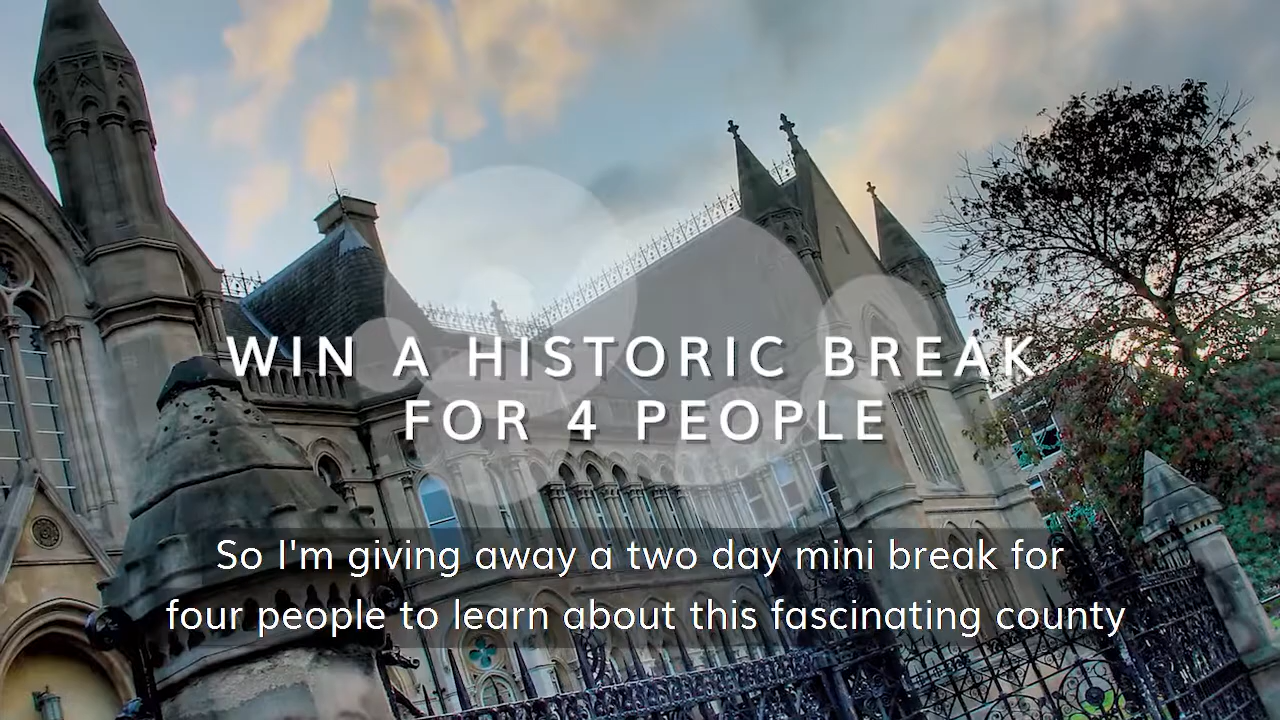 WIN A HISTORIC BREAK
FOR 4 PEOPLE
So I'm giving away a two day mini break for
four people to learn about this fascinating county